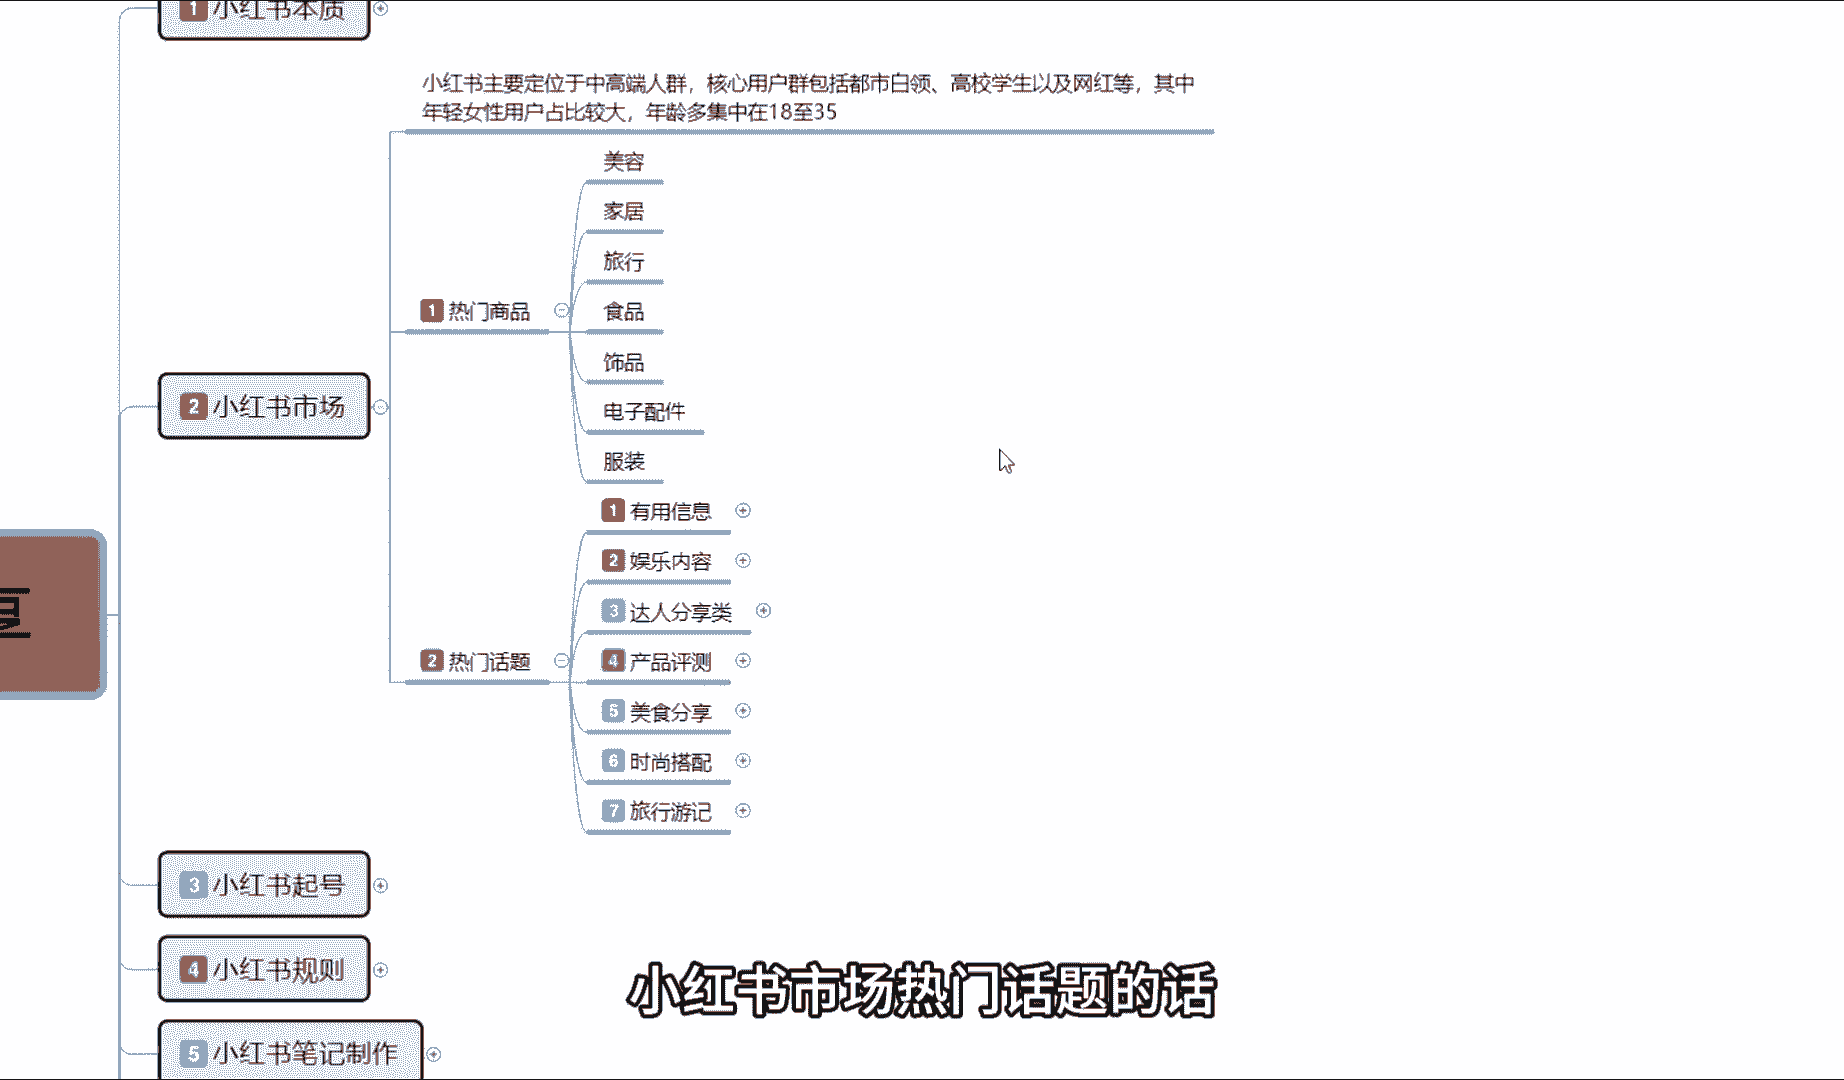 1 小红书本质
小红书主要定位于中高端人群，核心用户群包括都市白领、高校学生以及网红等，其中
年轻女性用户占比较大，年龄多集中在18至35
美容
家居
旅行
1 热门商品
食品
饰品
2 小红书市场
电子配件
服装
1 有用信息
2 娱乐内容
3 达人分享类
2 热门话题
4 产品评测
5 美食分享
6 时尚搭配
7 旅行游记
3 小红书起号
4 小红书规则
小红书市场热门话题的话
5 小红书笔记制作